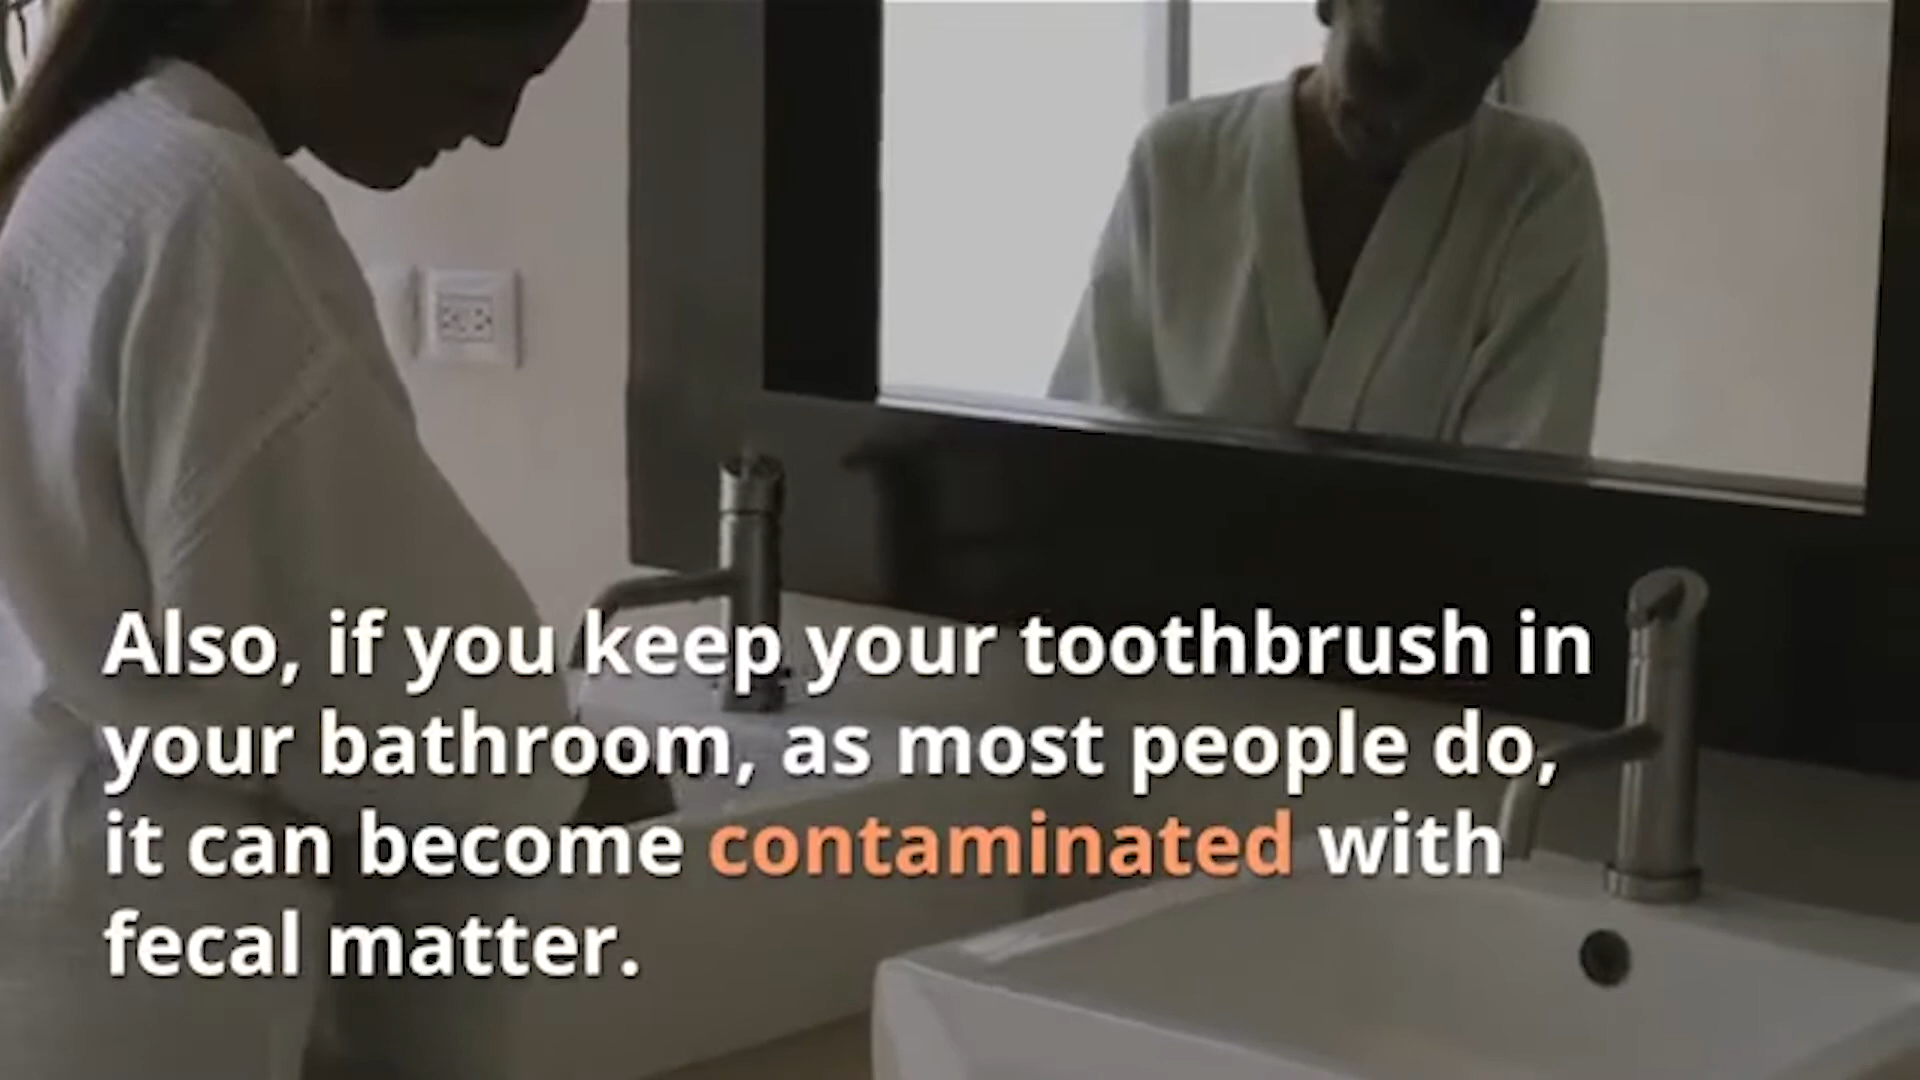 Also, if you keep your toothbrush in
your bathroom, as most people do,
it can become contaminated with
fecal matter.